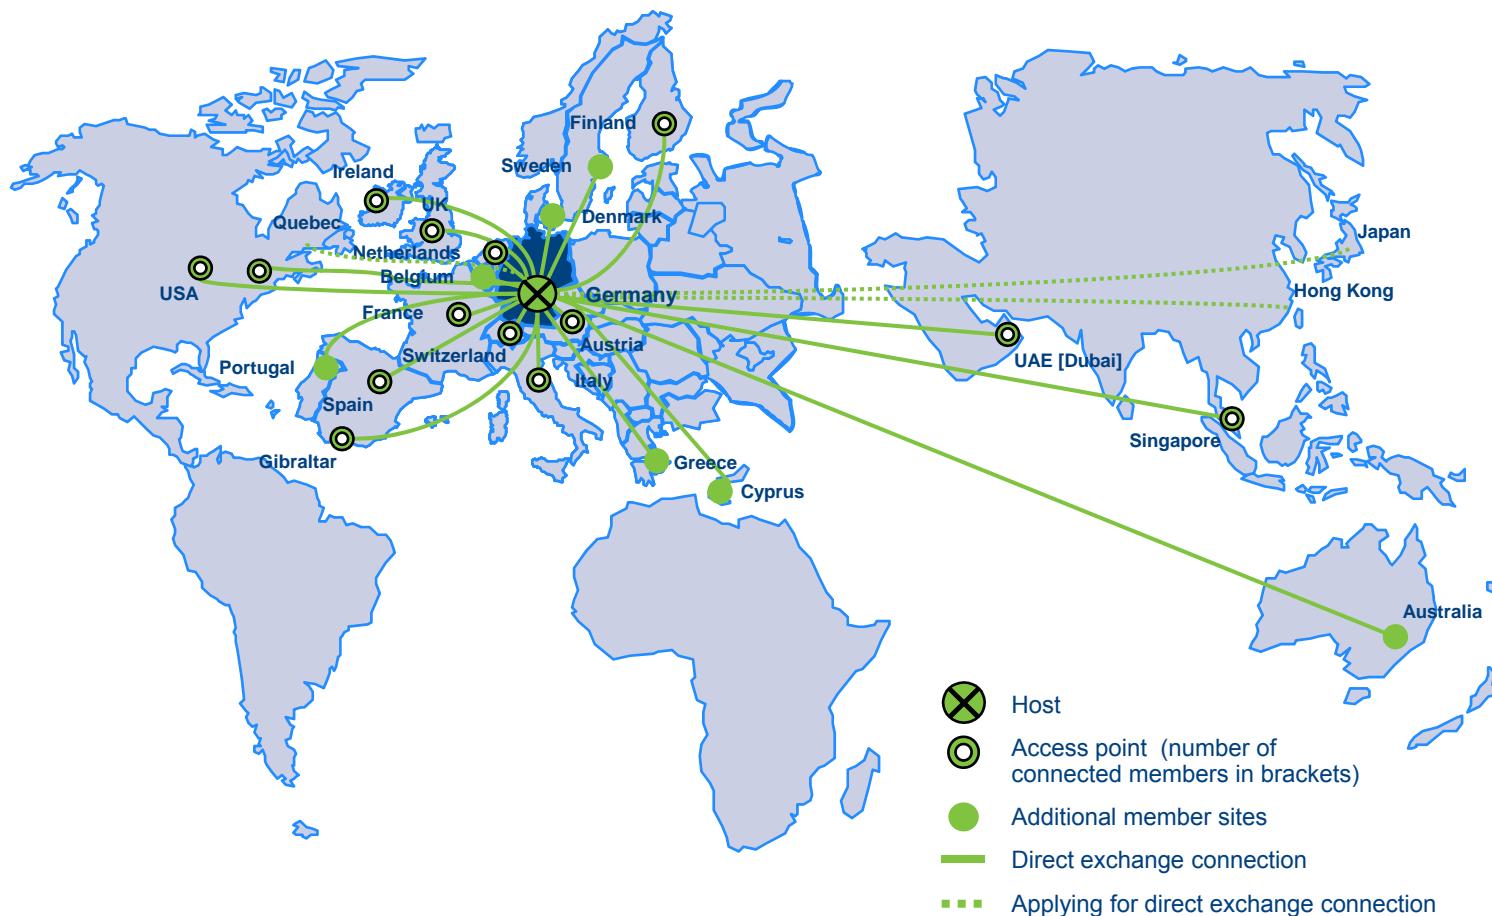 Finland
Sweden
Ireland
UK
Quebec
Denmark
Netherlands
Japan
Belgium
USA
Germany
Hong Kong
France
Austria
Switzerland
UAE [Dubai]
Portugal
Italy
Spain
Singapore
Gibraltar
Greece
Cyprus
Australia
Host
Access point (number of
connected members in brackets)
Additional member sites
Direct exchange connection
Applying for direct exchange connection